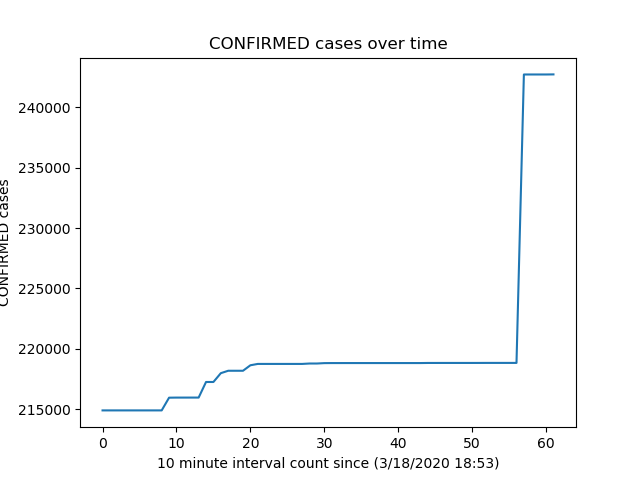 CONFIRMED cases over time
CONFIRMED cases
240000
235000
230000
225000
220000
215000
0 10 20 30 40 50 60
10 minute interval count since (3/18/2020 18:53)